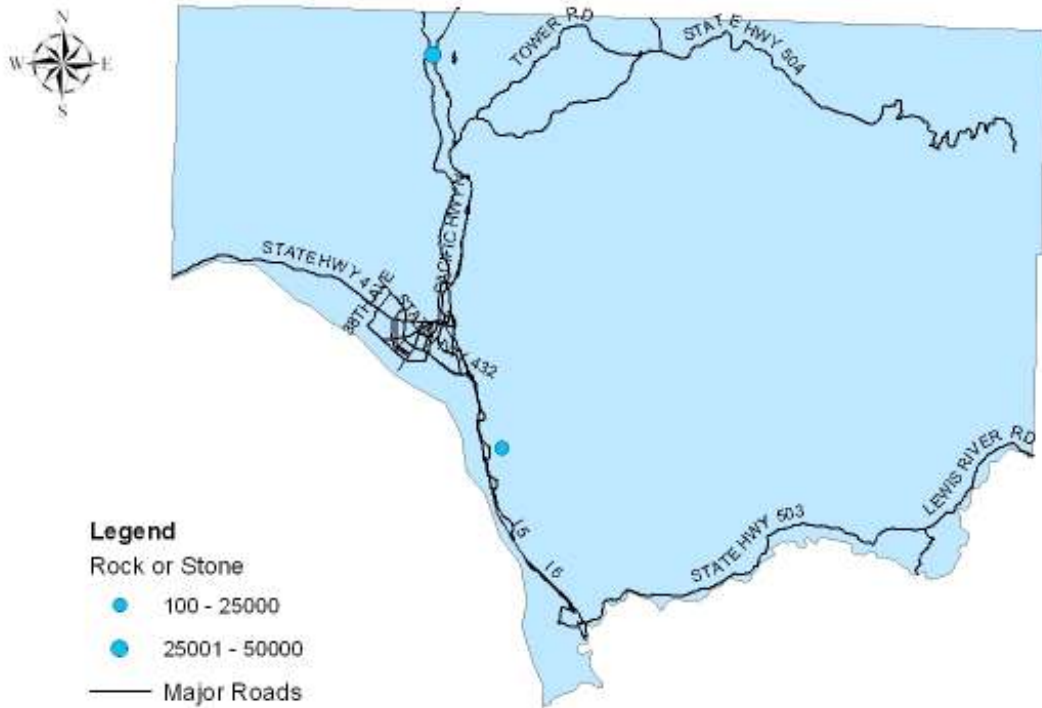 N
W E
S
TOWER RD
STATE HWY 504
PACIFIC HWY N
STATE HWY 4
38TH AVE
432
I5
I5
STATE HWY 503
LEWIS RIVER RD
Legend
Rock or Stone
100 - 25000
25001 - 50000
Major Roads